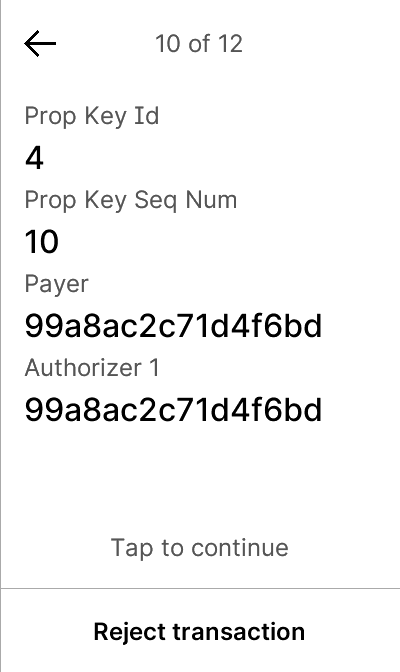 10 of 12
Prop Key Id
4
Prop Key Seq Num
10
Payer
99a8ac2c71d4f6bd
Authorizer 1
99a8ac2c71d4f6bd
Tap to continue
Reject transaction